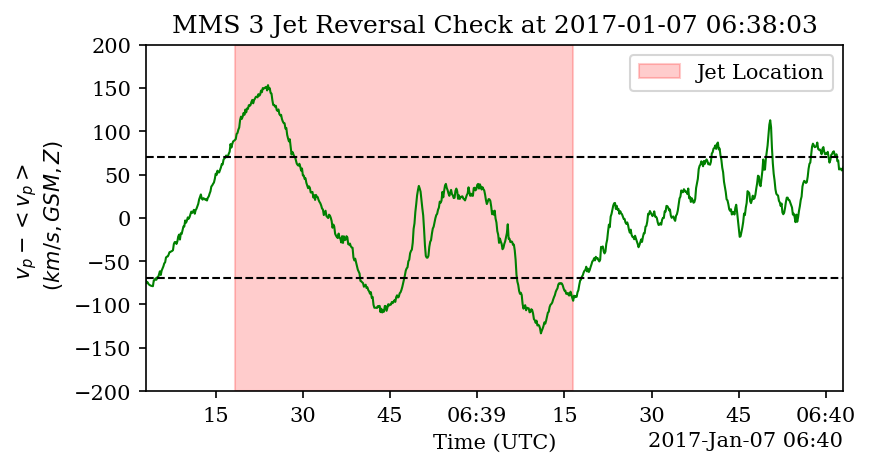 MMS 3 Jet Reversal Check at 2017-01-07 06:38:03
200
150
100
50
0
−50
−100
−150
−200
v_p − < v_p >
(km/s, GSM, Z)
Jet Location
15
30
45
06:39
15
30
45
06:40
Time (UTC)
2017-Jan-07 06:40